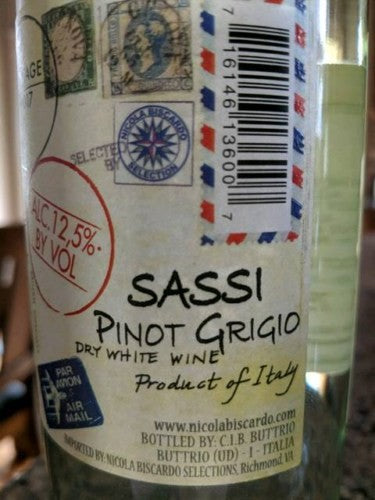 AGE
7
NICOLA BISCARDO
SELECTION
SELECTED
BY
7 16146 13600 7
ALC.12,5%
BY VOL
SASSI
PINOT GRIGIO
DRY WHITE WINE
Product of Italy
PAR
AVION
AIR
MAIL
www.nicolabiscardo.com
BOTTLED BY: C.I.B. BUTTRIO
BUTTRIO (UD) - I - ITALIA
IMPORTED BY: NICOLA BISCARDO SELECTIONS, Richmond, VA